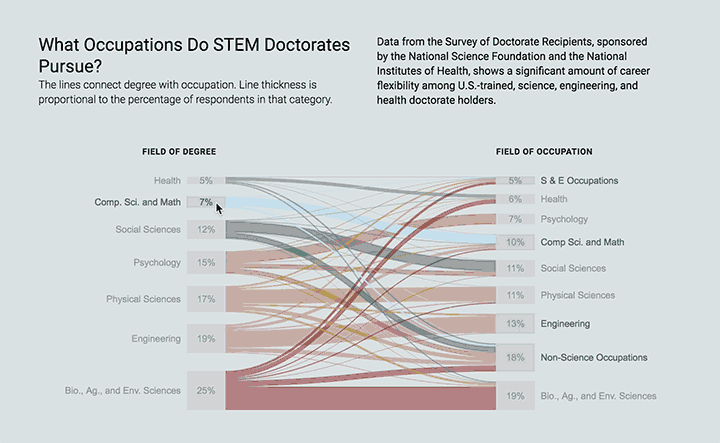 What Occupations Do STEM Doctorates
Pursue?
The lines connect degree with occupation. Line thickness is
proportional to the percentage of respondents in that category.
Data from the Survey of Doctorate Recipients, sponsored
by the National Science Foundation and the National
Institutes of Health, shows a significant amount of career
flexibility among U.S.-trained, science, engineering, and
health doctorate holders.
FIELD OF DEGREE
Health 5%
Comp. Sci. and Math 7%
Social Sciences 12%
Psychology 15%
Physical Sciences 17%
Engineering 19%
Bio., Ag., and Env. Sciences 25%
FIELD OF OCCUPATION
5% S & E Occupations
6% Health
7% Psychology
10% Comp Sci. and Math
11% Social Sciences
11% Physical Sciences
13% Engineering
18% Non-Science Occupations
19% Bio., Ag., and Env. Sciences